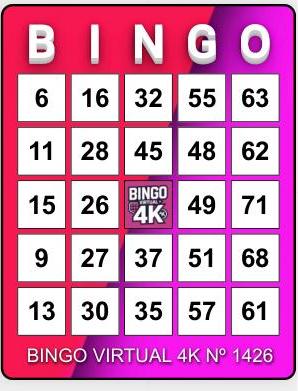 B I N G O
6 16 32 55 63
11 28 45 48 62
15 26 BINGO VIRTUAL 4K 49 71
9 27 37 51 68
13 30 35 57 61
BINGO VIRTUAL 4K Nº 1426